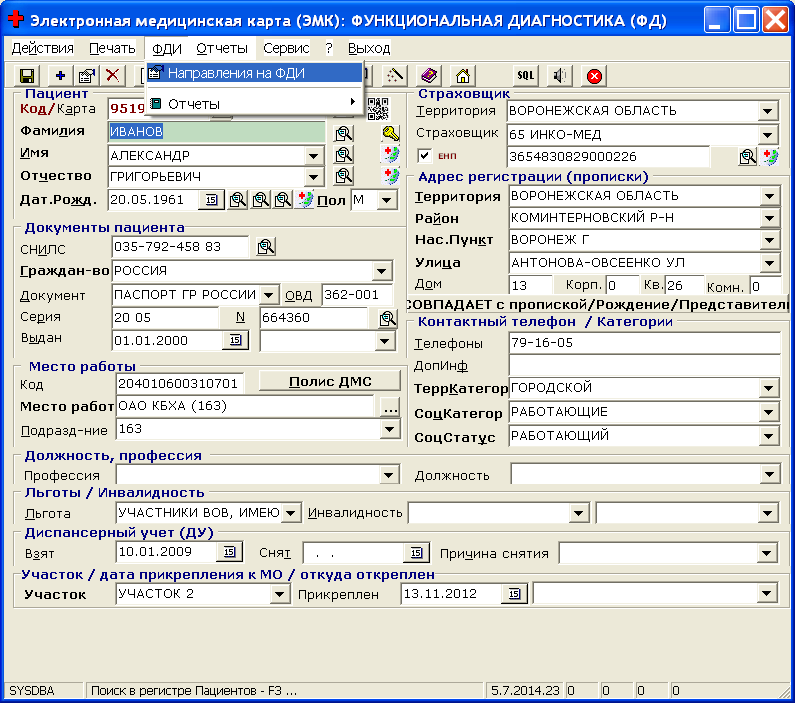 Электронная медицинская карта (ЭМК): ФУНКЦИОНАЛЬНАЯ ДИАГНОСТИКА (ФД)
Действия Печать ФДИ Отчеты Сервис ? Выход
Направления на ФДИ
SQL
Отчеты
Пациент
Код/Карта 9519
Фамилия ИВАНОВ
Имя АЛЕКСАНДР
Отчество ГРИГОРЬЕВИЧ
Дат.Рожд. 20.05.1961 15 Пол М
Документы пациента
СНИЛС 035-792-458 83
Граждан-во РОССИЯ
Документ ПАСПОРТ ГР РОССИИ ОВД 362-001
Серия 20 05 N 664360
Выдан 01.01.2000 15
Место работы
Код 204010600310701 Полис ДМС
Место работ ОАО КБХА (163) ...
Подразд-ние 163
Страховщик
Территория ВОРОНЕЖСКАЯ ОБЛАСТЬ
Страховщик 65 ИНКО-МЕД
ЕНП 3654830829000226
Адрес регистрации (прописки)
Территория ВОРОНЕЖСКАЯ ОБЛАСТЬ
Район КОМИНТЕРНОВСКИЙ Р-Н
Нас.Пункт ВОРОНЕЖ Г
Улица АНТОНОВА-ОВСЕЕНКО УЛ
Дом 13 Корп. 0 Кв. 26 Комн. 0
СОВПАДАЕТ с пропиской/Рождение/Представитель
Контактный телефон / Категории
Телефоны 79-16-05
ДопИнф
ТеррКатегор ГОРОДСКОЙ
СоцКатегор РАБОТАЮЩИЕ
СоцСтатус РАБОТАЮЩИЙ
Должность, профессия
Профессия Должность
Льготы / Инвалидность
Льгота УЧАСТНИКИ ВОВ, ИМЕЮ Инвалидность
Диспансерный учет (ДУ)
Взят 10.01.2009 15 Снят . . 15 Причина снятия
Участок / дата прикрепления к МО / откуда откреплен
Участок УЧАСТОК 2 Прикреплен 13.11.2012 15
SYSDBA Поиск в регистре Пациентов - F3 ... 5.7.2014.23 0 0 0 0